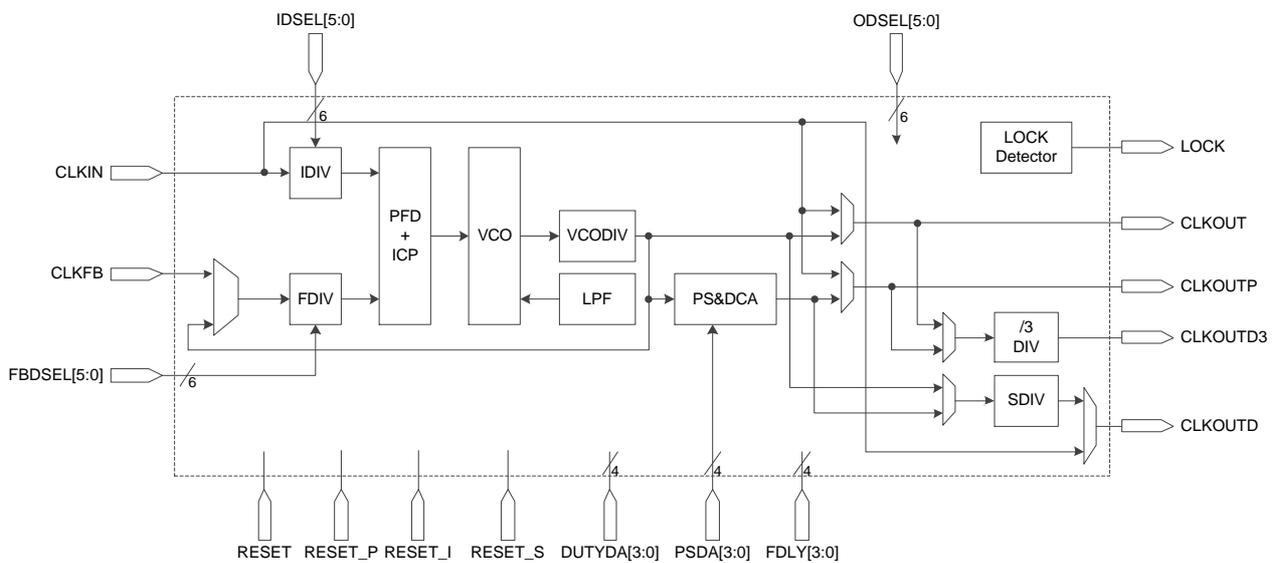 IDSEL[5:0]
ODSEL[5:0]
6
6
CLKIN
IDIV
LOCK
Detector
LOCK
PFD
+
ICP
VCO
VCODIV
CLKOUT
CLKFB
FDIV
LPF
PS&DCA
CLKOUTP
/3
DIV
CLKOUTD3
FBDSEL[5:0]
6
SDIV
CLKOUTD
4
4
4
RESET
RESET_P
RESET_I
RESET_S
DUTYDA[3:0]
PSDA[3:0]
FDLY[3:0]